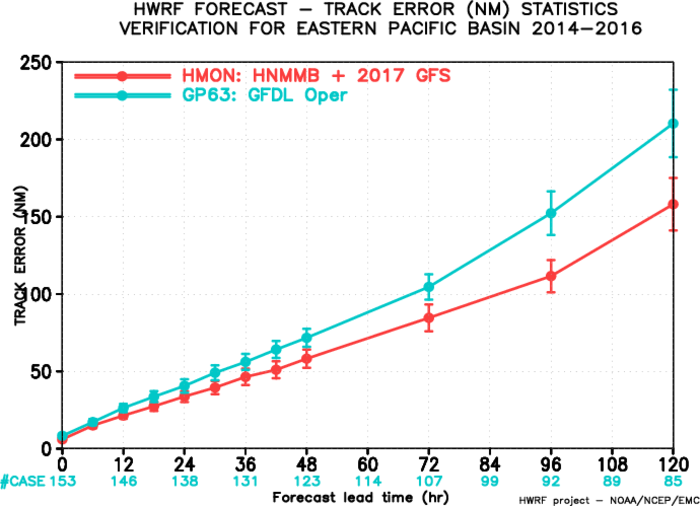 HWRF FORECAST – TRACK ERROR (NM) STATISTICS
VERIFICATION FOR EASTERN PACIFIC BASIN 2014–2016
HMON: HNMMB + 2017 GFS
GP63: GFDL Oper
TRACK ERROR (NM)
250
200
150
100
50
0
0 12 24 36 48 60 72 84 96 108 120
#CASE 153 146 138 131 123 114 107 99 92 89 85
Forecast lead time (hr)
HWRF project – NOAA/NCEP/EMC